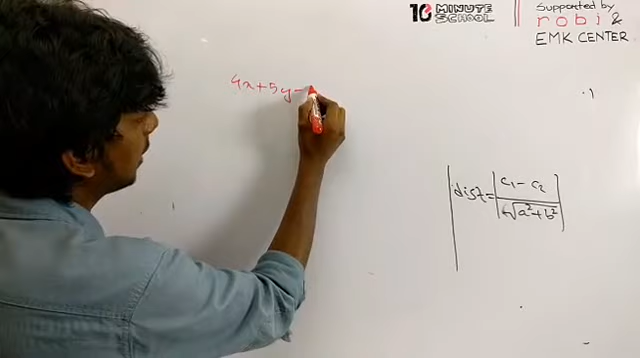 10 MINUTE SCHOOL
Supported by
robi &
EMK CENTER
4x+5y-
dist = | c₁ - c₂ / √a²+b² |